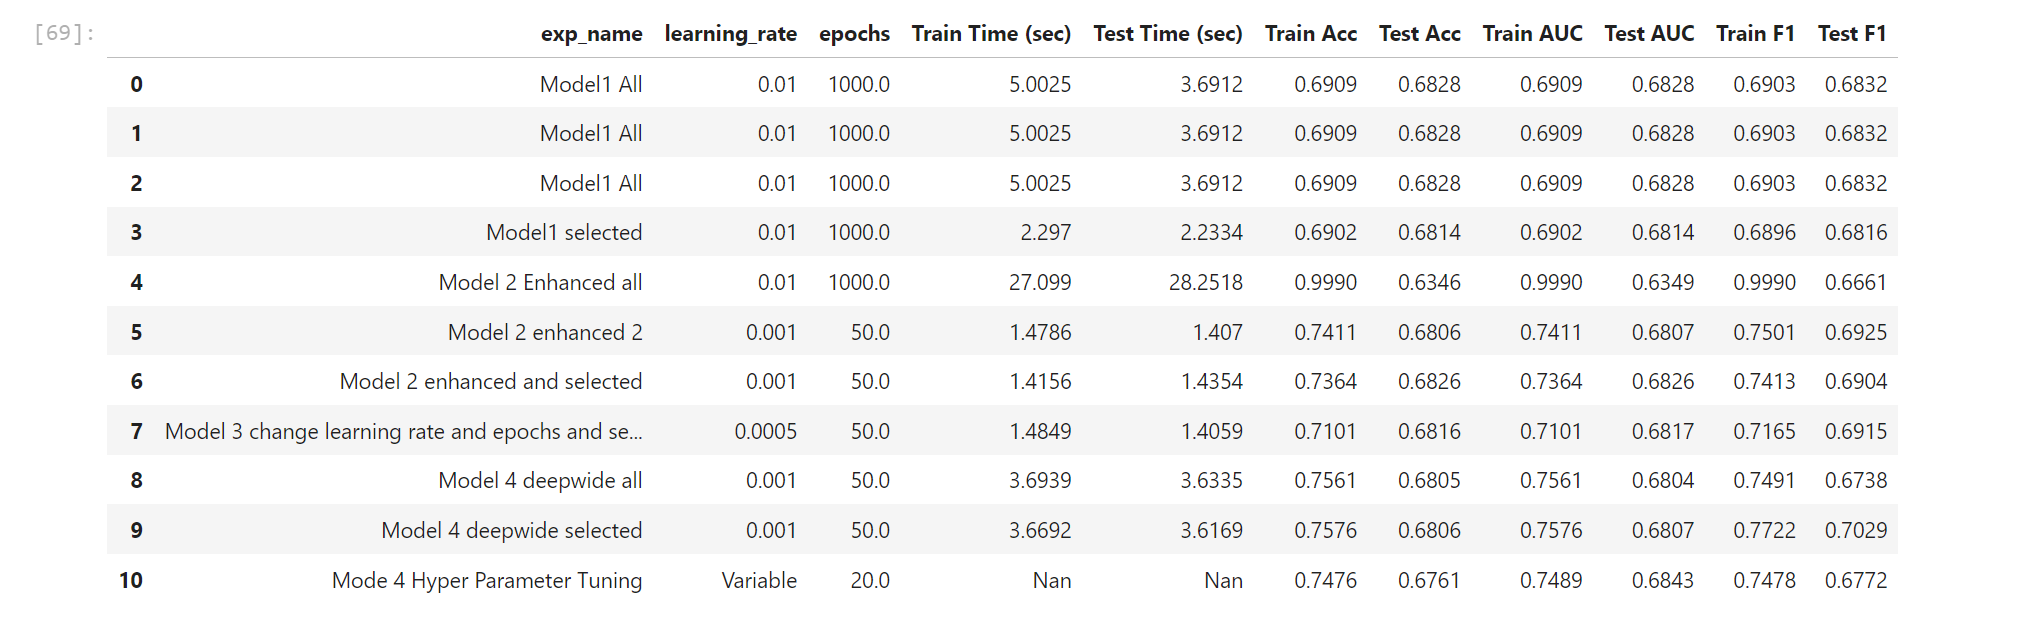 [69]:
exp_name learning_rate epochs Train Time (sec) Test Time (sec) Train Acc Test Acc Train AUC Test AUC Train F1 Test F1
0 Model1 All 0.01 1000.0 5.0025 3.6912 0.6909 0.6828 0.6909 0.6828 0.6903 0.6832
1 Model1 All 0.01 1000.0 5.0025 3.6912 0.6909 0.6828 0.6909 0.6828 0.6903 0.6832
2 Model1 All 0.01 1000.0 5.0025 3.6912 0.6909 0.6828 0.6909 0.6828 0.6903 0.6832
3 Model1 selected 0.01 1000.0 2.297 2.2334 0.6902 0.6814 0.6902 0.6814 0.6896 0.6816
4 Model 2 Enhanced all 0.01 1000.0 27.099 28.2518 0.9990 0.6346 0.9990 0.6349 0.9990 0.6661
5 Model 2 enhanced 2 0.001 50.0 1.4786 1.407 0.7411 0.6806 0.7411 0.6807 0.7501 0.6925
6 Model 2 enhanced and selected 0.001 50.0 1.4156 1.4354 0.7364 0.6826 0.7364 0.6826 0.7413 0.6904
7 Model 3 change learning rate and epochs and se... 0.0005 50.0 1.4849 1.4059 0.7101 0.6816 0.7101 0.6817 0.7165 0.6915
8 Model 4 deepwide all 0.001 50.0 3.6939 3.6335 0.7561 0.6805 0.7561 0.6804 0.7491 0.6738
9 Model 4 deepwide selected 0.001 50.0 3.6692 3.6169 0.7576 0.6806 0.7576 0.6807 0.7722 0.7029
10 Mode 4 Hyper Parameter Tuning Variable 20.0 Nan Nan 0.7476 0.6761 0.7489 0.6843 0.7478 0.6772